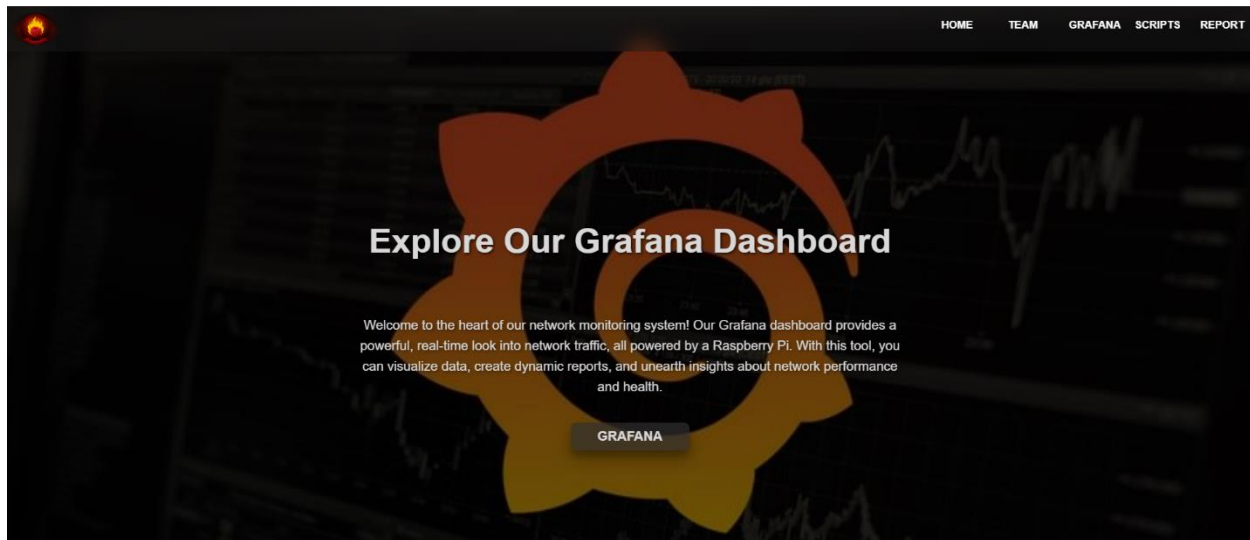 HOME TEAM GRAFANA SCRIPTS REPORT
Explore Our Grafana Dashboard
Welcome to the heart of our network monitoring system! Our Grafana dashboard provides a
powerful, real-time look into network traffic, all powered by a Raspberry Pi. With this tool, you
can visualize data, create dynamic reports, and unearth insights about network performance
and health.
GRAFANA